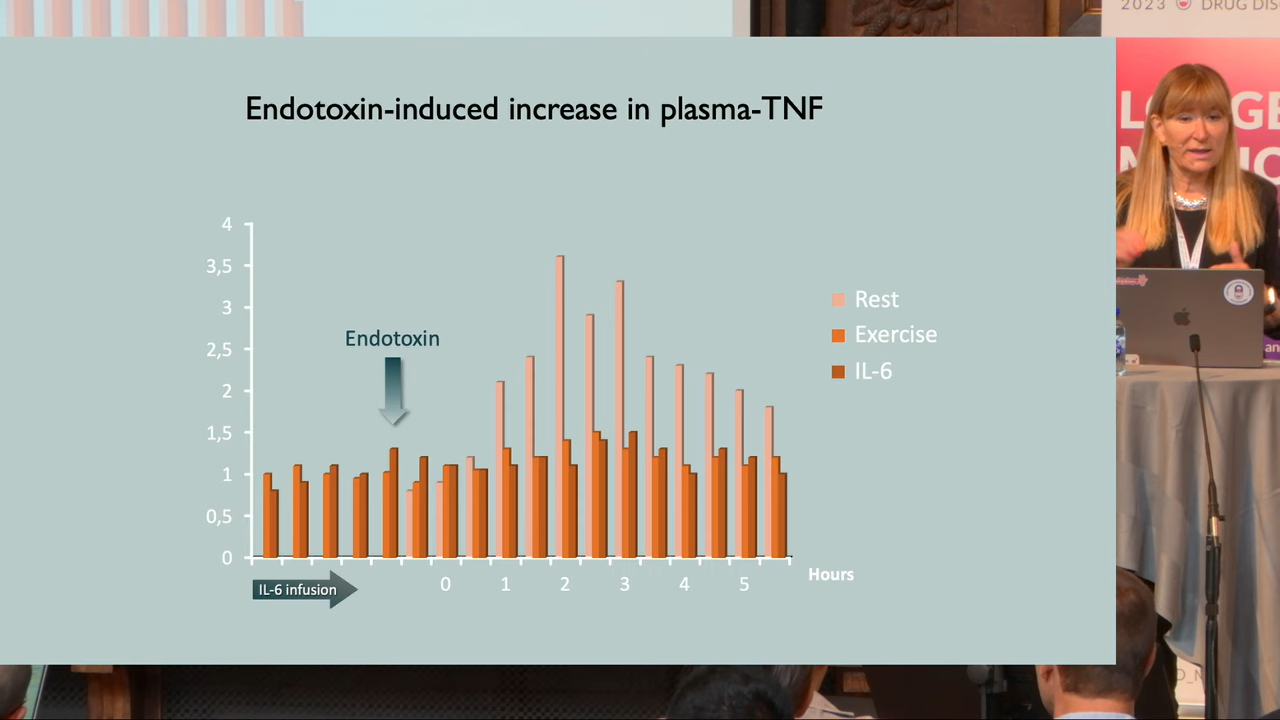 2023 DRUG DIS
Endotoxin-induced increase in plasma-TNF
4
3,5
3
2,5
2
1,5
1
0,5
0
Endotoxin
Rest
Exercise
IL-6
IL-6 infusion
0 1 2 3 4 5
Hours